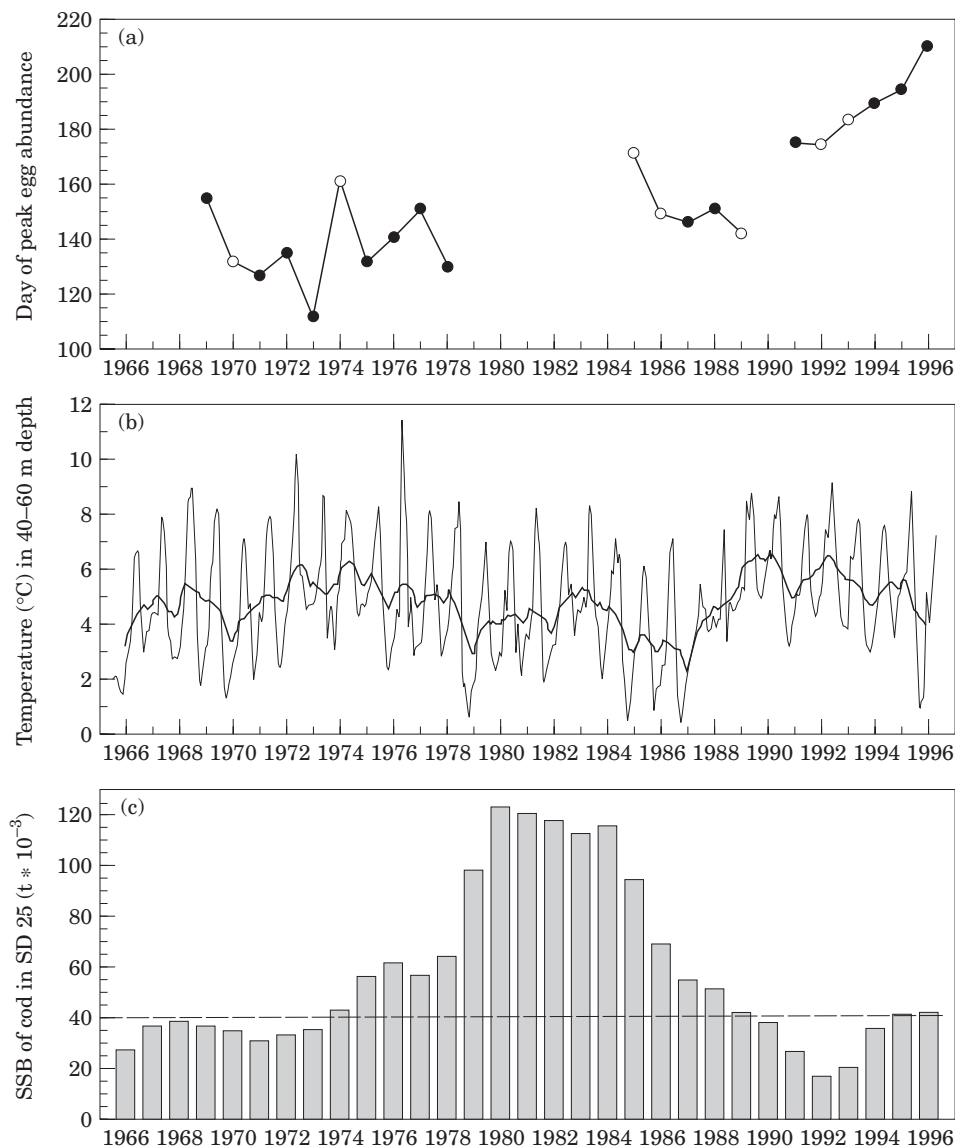 (a)
Day of peak egg abundance
220
200
180
160
140
120
100
1966 1968 1970 1972 1974 1976 1978 1980 1982 1984 1986 1988 1990 1992 1994 1996
(b)
Temperature (°C) in 40–60 m depth
12
10
8
6
4
2
0
1966 1968 1970 1972 1974 1976 1978 1980 1982 1984 1986 1988 1990 1992 1994 1996
(c)
SSB of cod in SD 25 (t * 10⁻³)
120
100
80
60
40
20
0
1966 1968 1970 1972 1974 1976 1978 1980 1982 1984 1986 1988 1990 1992 1994 1996